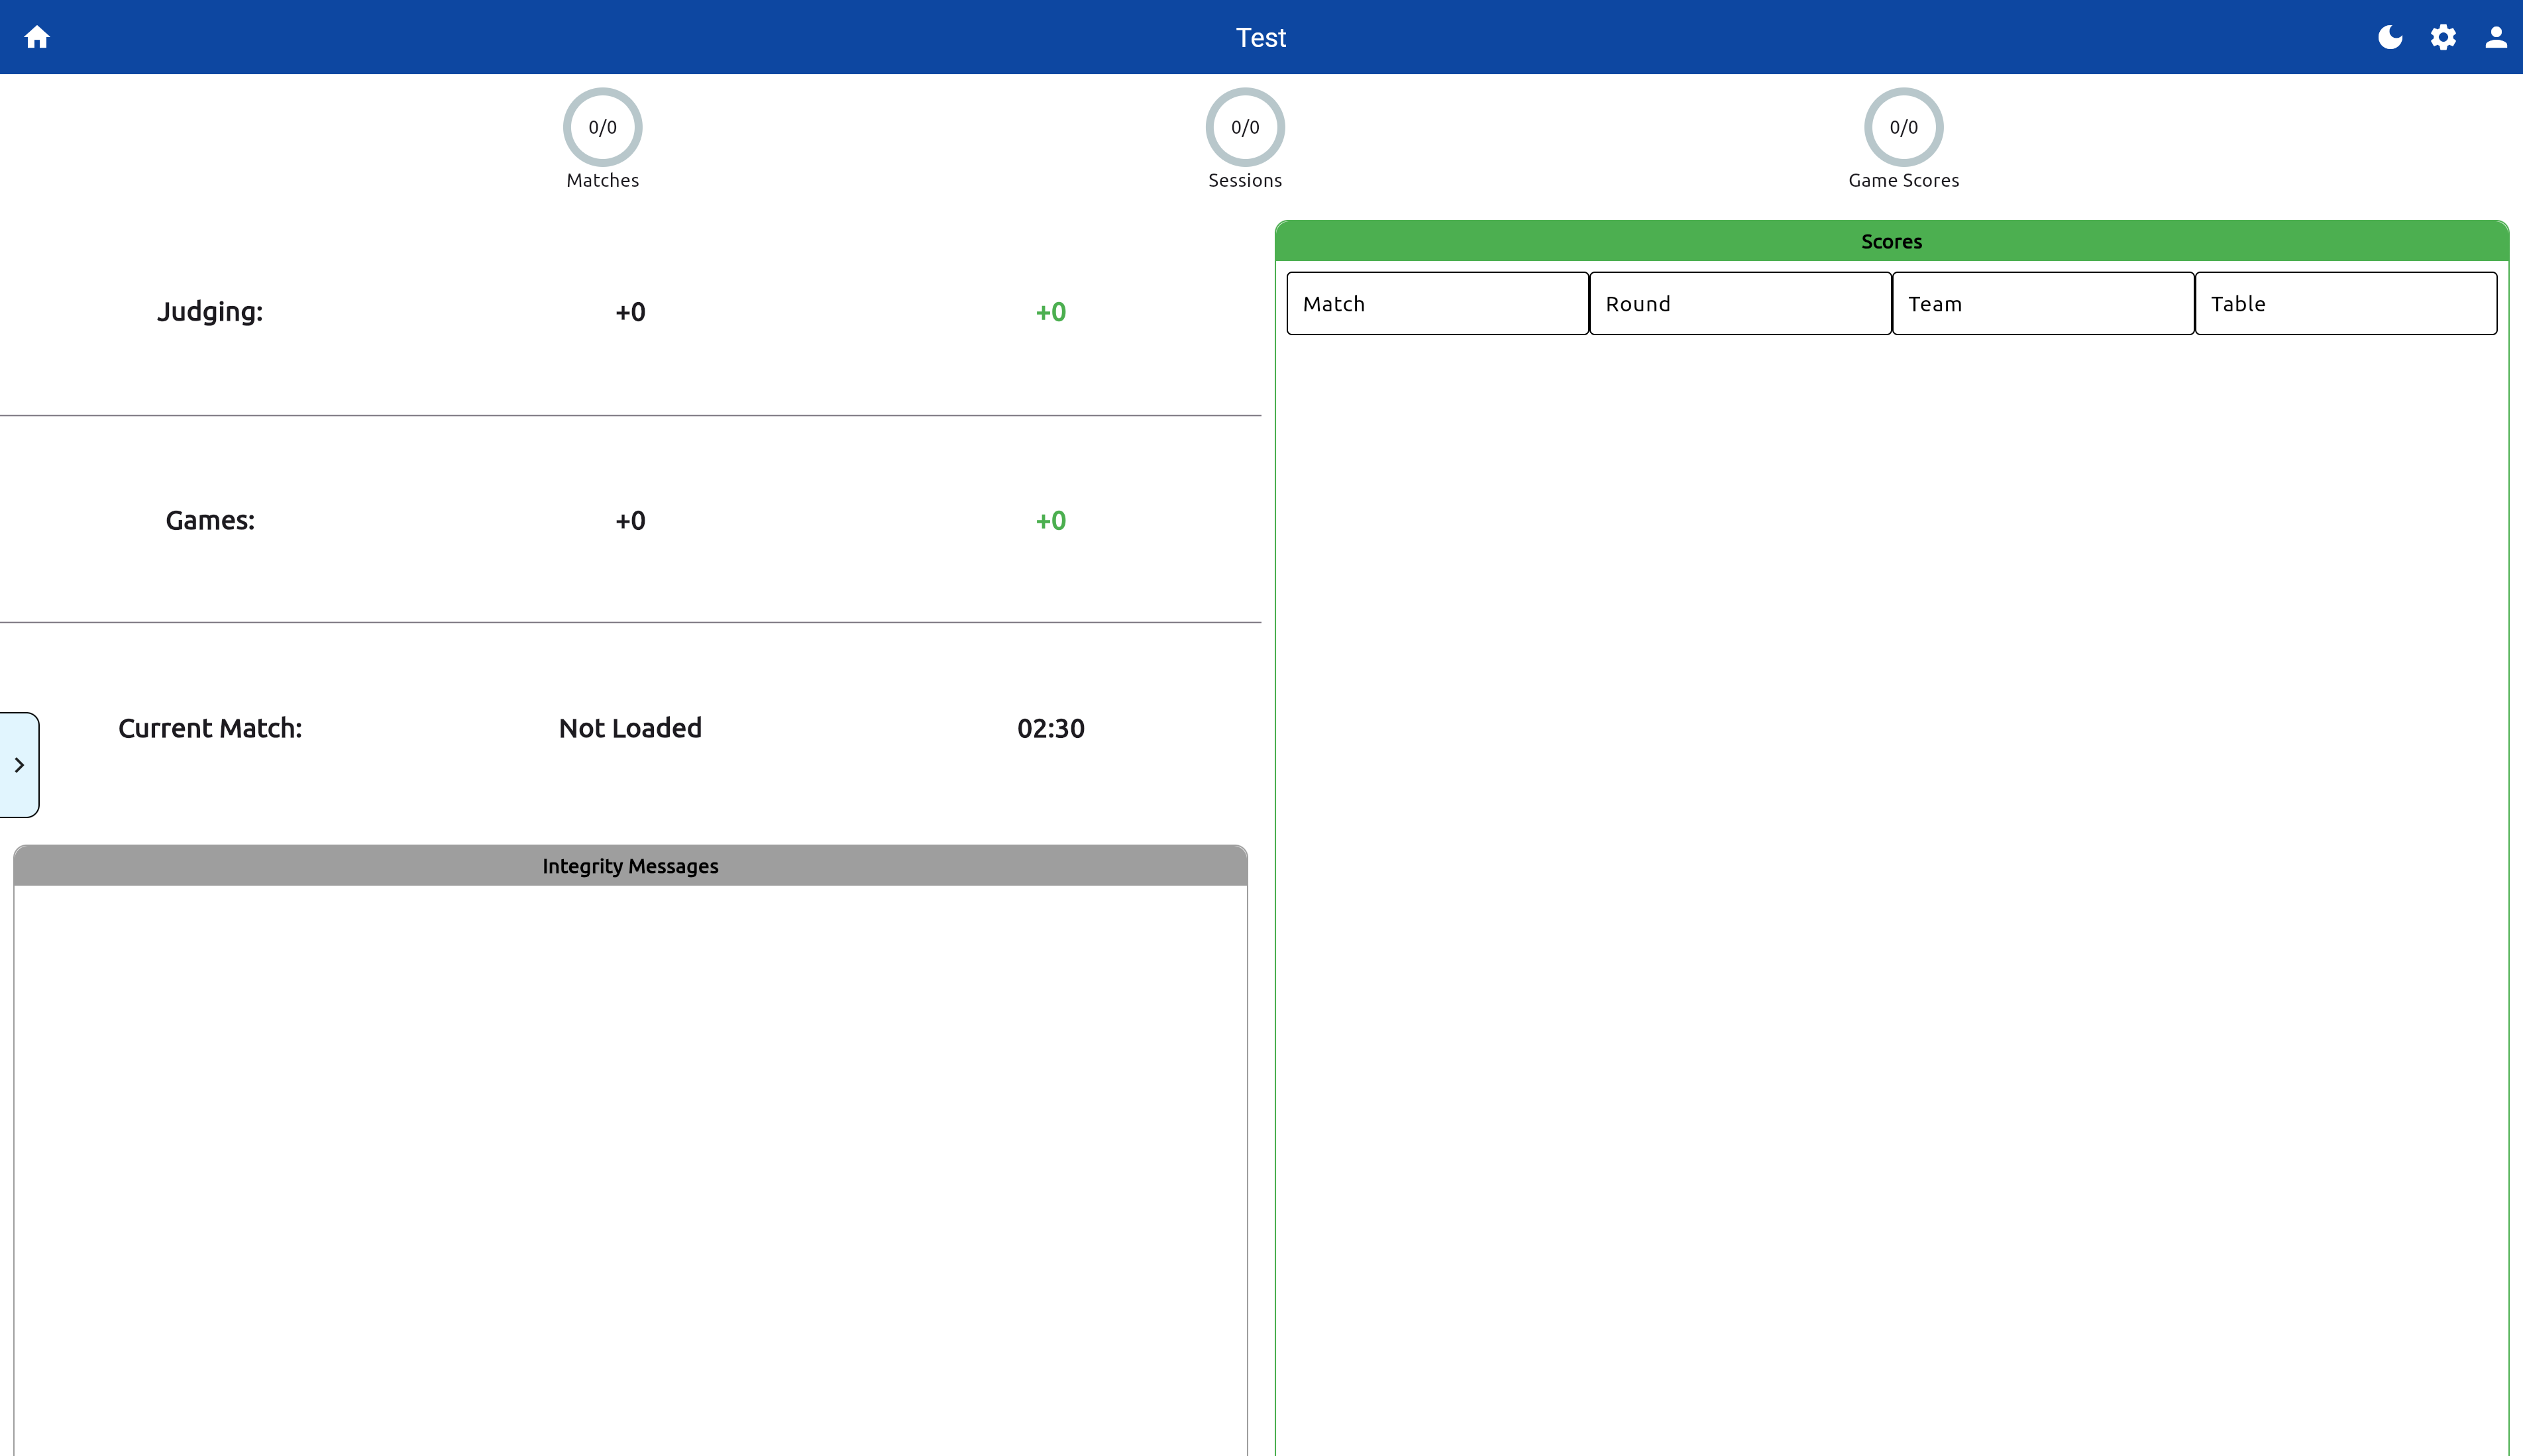 Test
0/0
0/0
0/0
Matches
Sessions
Game Scores
Scores
Match
Round
Team
Table
Judging:
+0
+0
Games:
+0
+0
Current Match:
Not Loaded
02:30
Integrity Messages